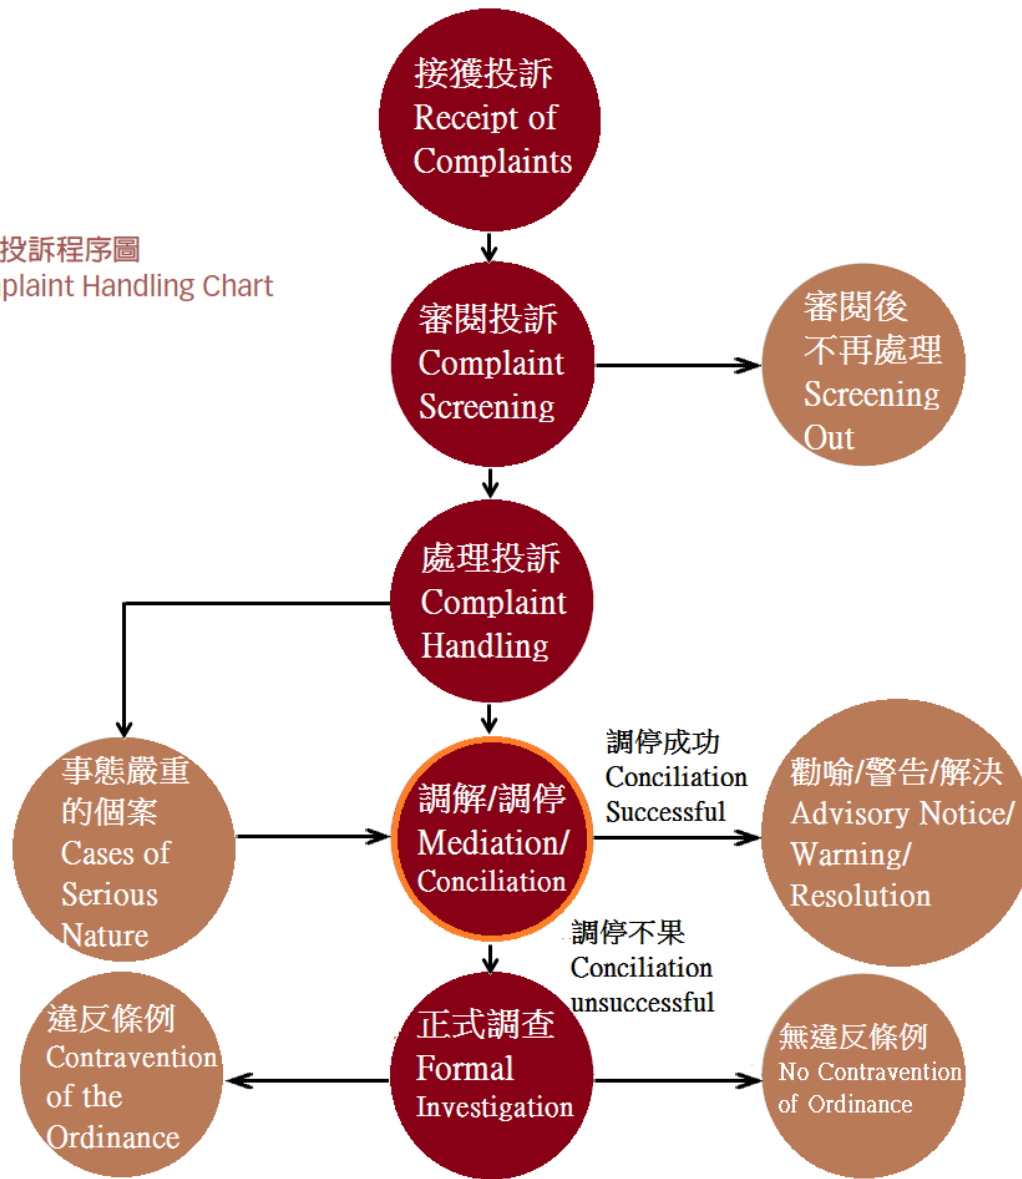 接獲投訴
Receipt of
Complaints
投訴程序圖
plaint Handling Chart
審閱投訴
Complaint
Screening
審閱後
不再處理
Screening
Out
處理投訴
Complaint
Handling
事態嚴重
的個案
Cases of
Serious
Nature
調解/調停
Mediation/
Conciliation
調停成功
Conciliation
Successful
勸喻/警告/解決
Advisory Notice/
Warning/
Resolution
調停不果
Conciliation
unsuccessful
違反條例
Contravention
of the
Ordinance
正式調查
Formal
Investigation
無違反條例
No Contravention
of Ordinance